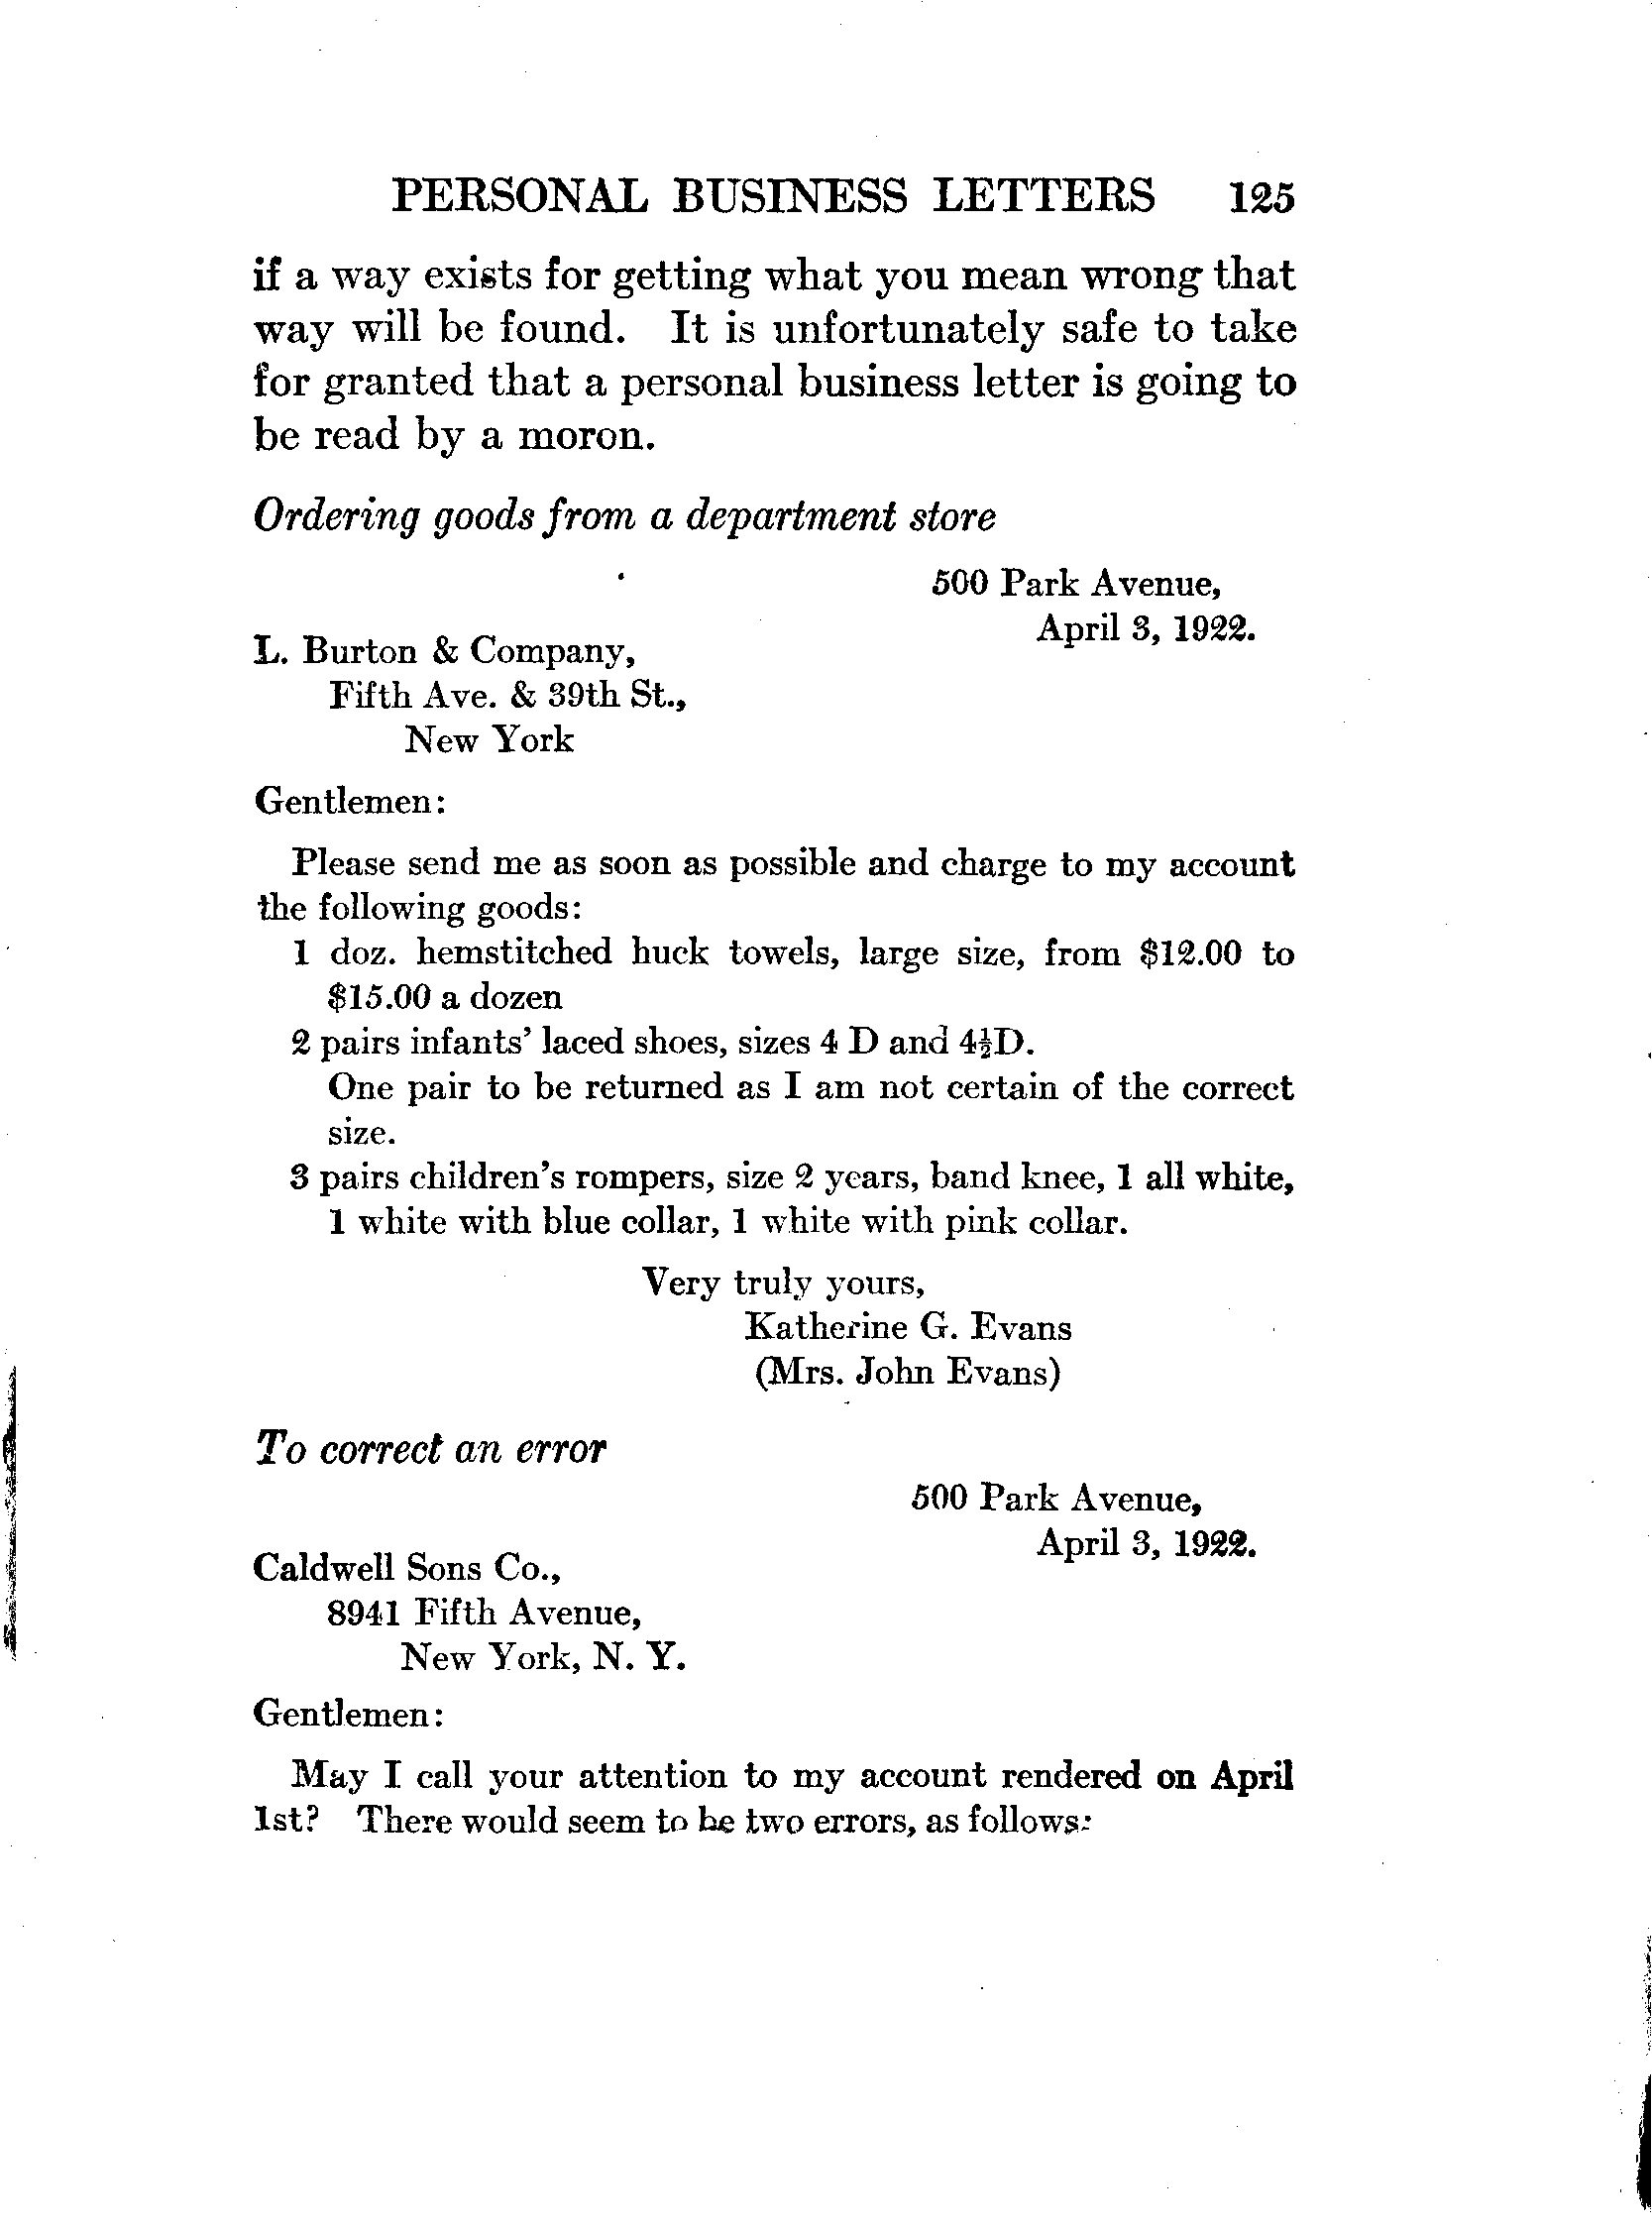 PERSONAL BUSINESS LETTERS 125
if a way exists for getting what you mean wrong that
way will be found. It is unfortunately safe to take
for granted that a personal business letter is going to
be read by a moron.
Ordering goods from a department store
500 Park Avenue,
April 3, 1922.
L. Burton & Company,
Fifth Ave. & 39th St.,
New York
Gentlemen:
Please send me as soon as possible and charge to my account
the following goods:
1 doz. hemstitched huck towels, large size, from $12.00 to
$15.00 a dozen
2 pairs infants' laced shoes, sizes 4 D and 4½D.
One pair to be returned as I am not certain of the correct
size.
3 pairs children's rompers, size 2 years, band knee, 1 all white,
1 white with blue collar, 1 white with pink collar.
Very truly yours,
Katherine G. Evans
(Mrs. John Evans)
To correct an error
500 Park Avenue,
April 3, 1922.
Caldwell Sons Co.,
8941 Fifth Avenue,
New York, N. Y.
Gentlemen:
May I call your attention to my account rendered on April
1st? There would seem to be two errors, as follows: